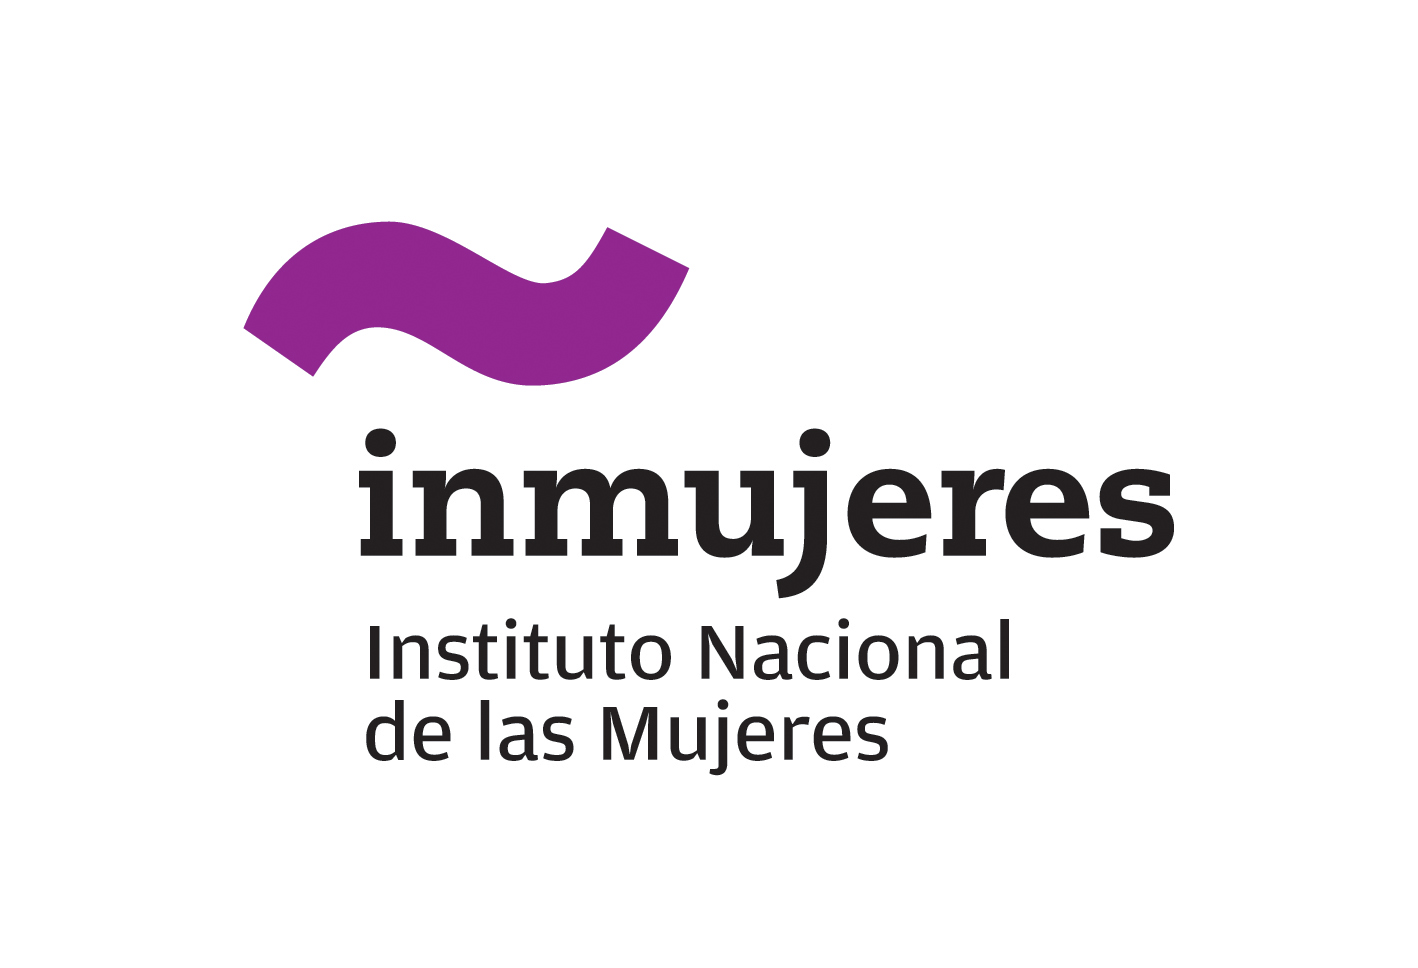 inmujeres
Instituto Nacional
de las Mujeres